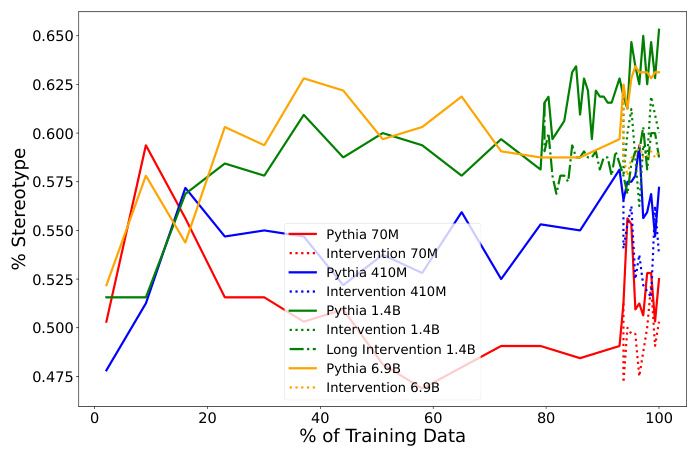 0.650
0.625
0.600
0.575
0.550
0.525
0.500
0.475
% Stereotype
Pythia 70M
Intervention 70M
Pythia 410M
Intervention 410M
Pythia 1.4B
Intervention 1.4B
Long Intervention 1.4B
Pythia 6.9B
Intervention 6.9B
0 20 40 60 80 100
% of Training Data